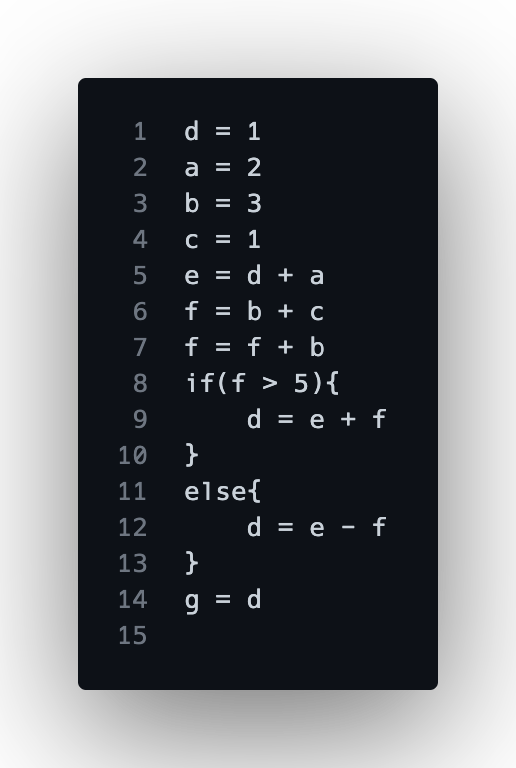 1 d = 1
2 a = 2
3 b = 3
4 c = 1
5 e = d + a
6 f = b + c
7 f = f + b
8 if(f > 5){
9     d = e + f
10 }
11 else{
12     d = e - f
13 }
14 g = d
15